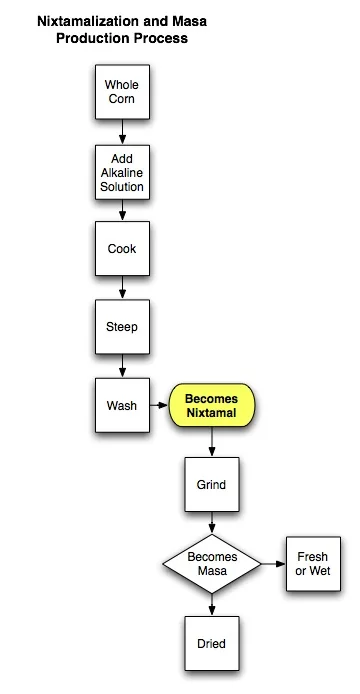 Nixtamalization and Masa
Production Process
Whole
Corn
Add
Alkaline
Solution
Cook
Steep
Wash
Becomes
Nixtamal
Grind
Becomes
Masa
Fresh
or Wet
Dried